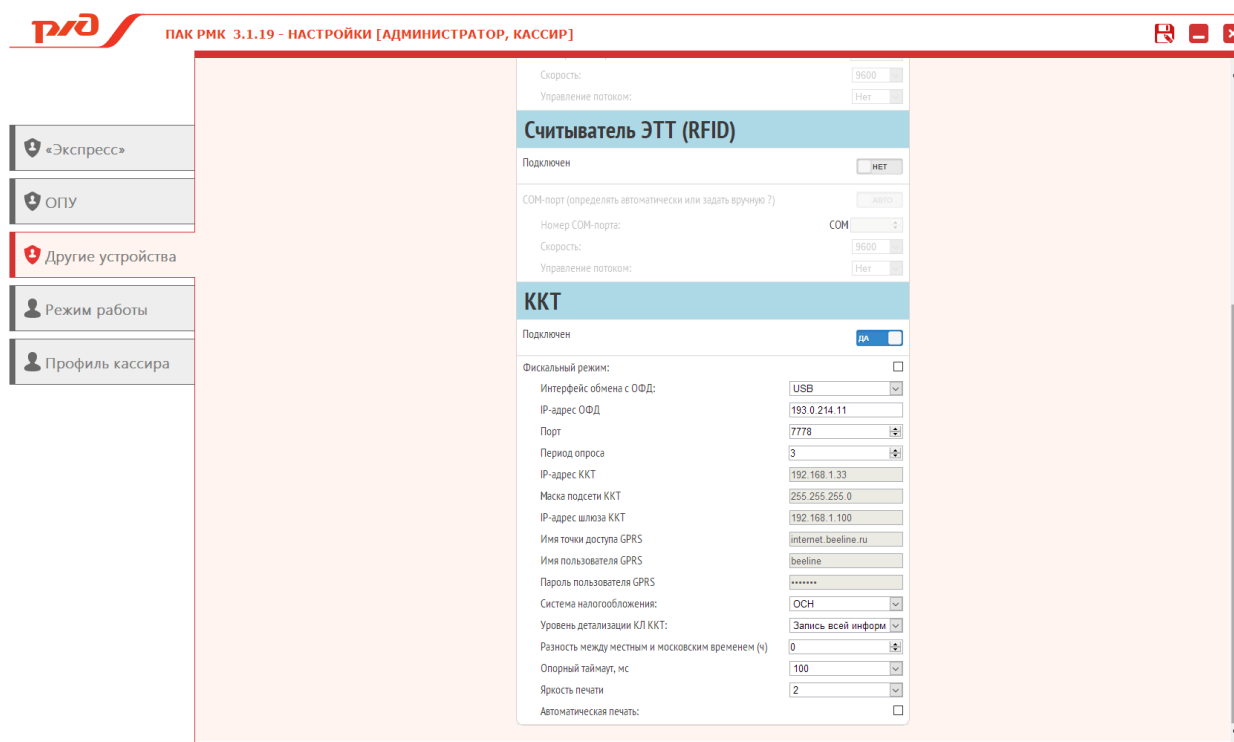 ржд
ПАК РМК 3.1.19 - НАСТРОЙКИ [АДМИНИСТРАТОР, КАССИР]
«Экспресс»
ОПУ
Другие устройства
Режим работы
Профиль кассира
Скорость: 9600
Управление потоком: Нет
Считыватель ЭТТ (RFID)
Подключен НЕТ
COM-порт (определять автоматически или задать вручную ?) АВТО
Номер COM-порта: COM
Скорость: 9600
Управление потоком: Нет
ККТ
Подключен ДА
Фискальный режим:
Интерфейс обмена с ОФД: USB
IP-адрес ОФД 193.0.214.11
Порт 7778
Период опроса 3
IP-адрес ККТ 192.168.1.33
Маска подсети ККТ 255.255.255.0
IP-адрес шлюза ККТ 192.168.1.100
Имя точки доступа GPRS internet.beeline.ru
Имя пользователя GPRS beeline
Пароль пользователя GPRS •••••••
Система налогообложения: ОСН
Уровень детализации КЛ ККТ: Запись всей информ
Разность между местным и московским временем (ч) 0
Опорный таймаут, мс 100
Яркость печати 2
Автоматическая печать: